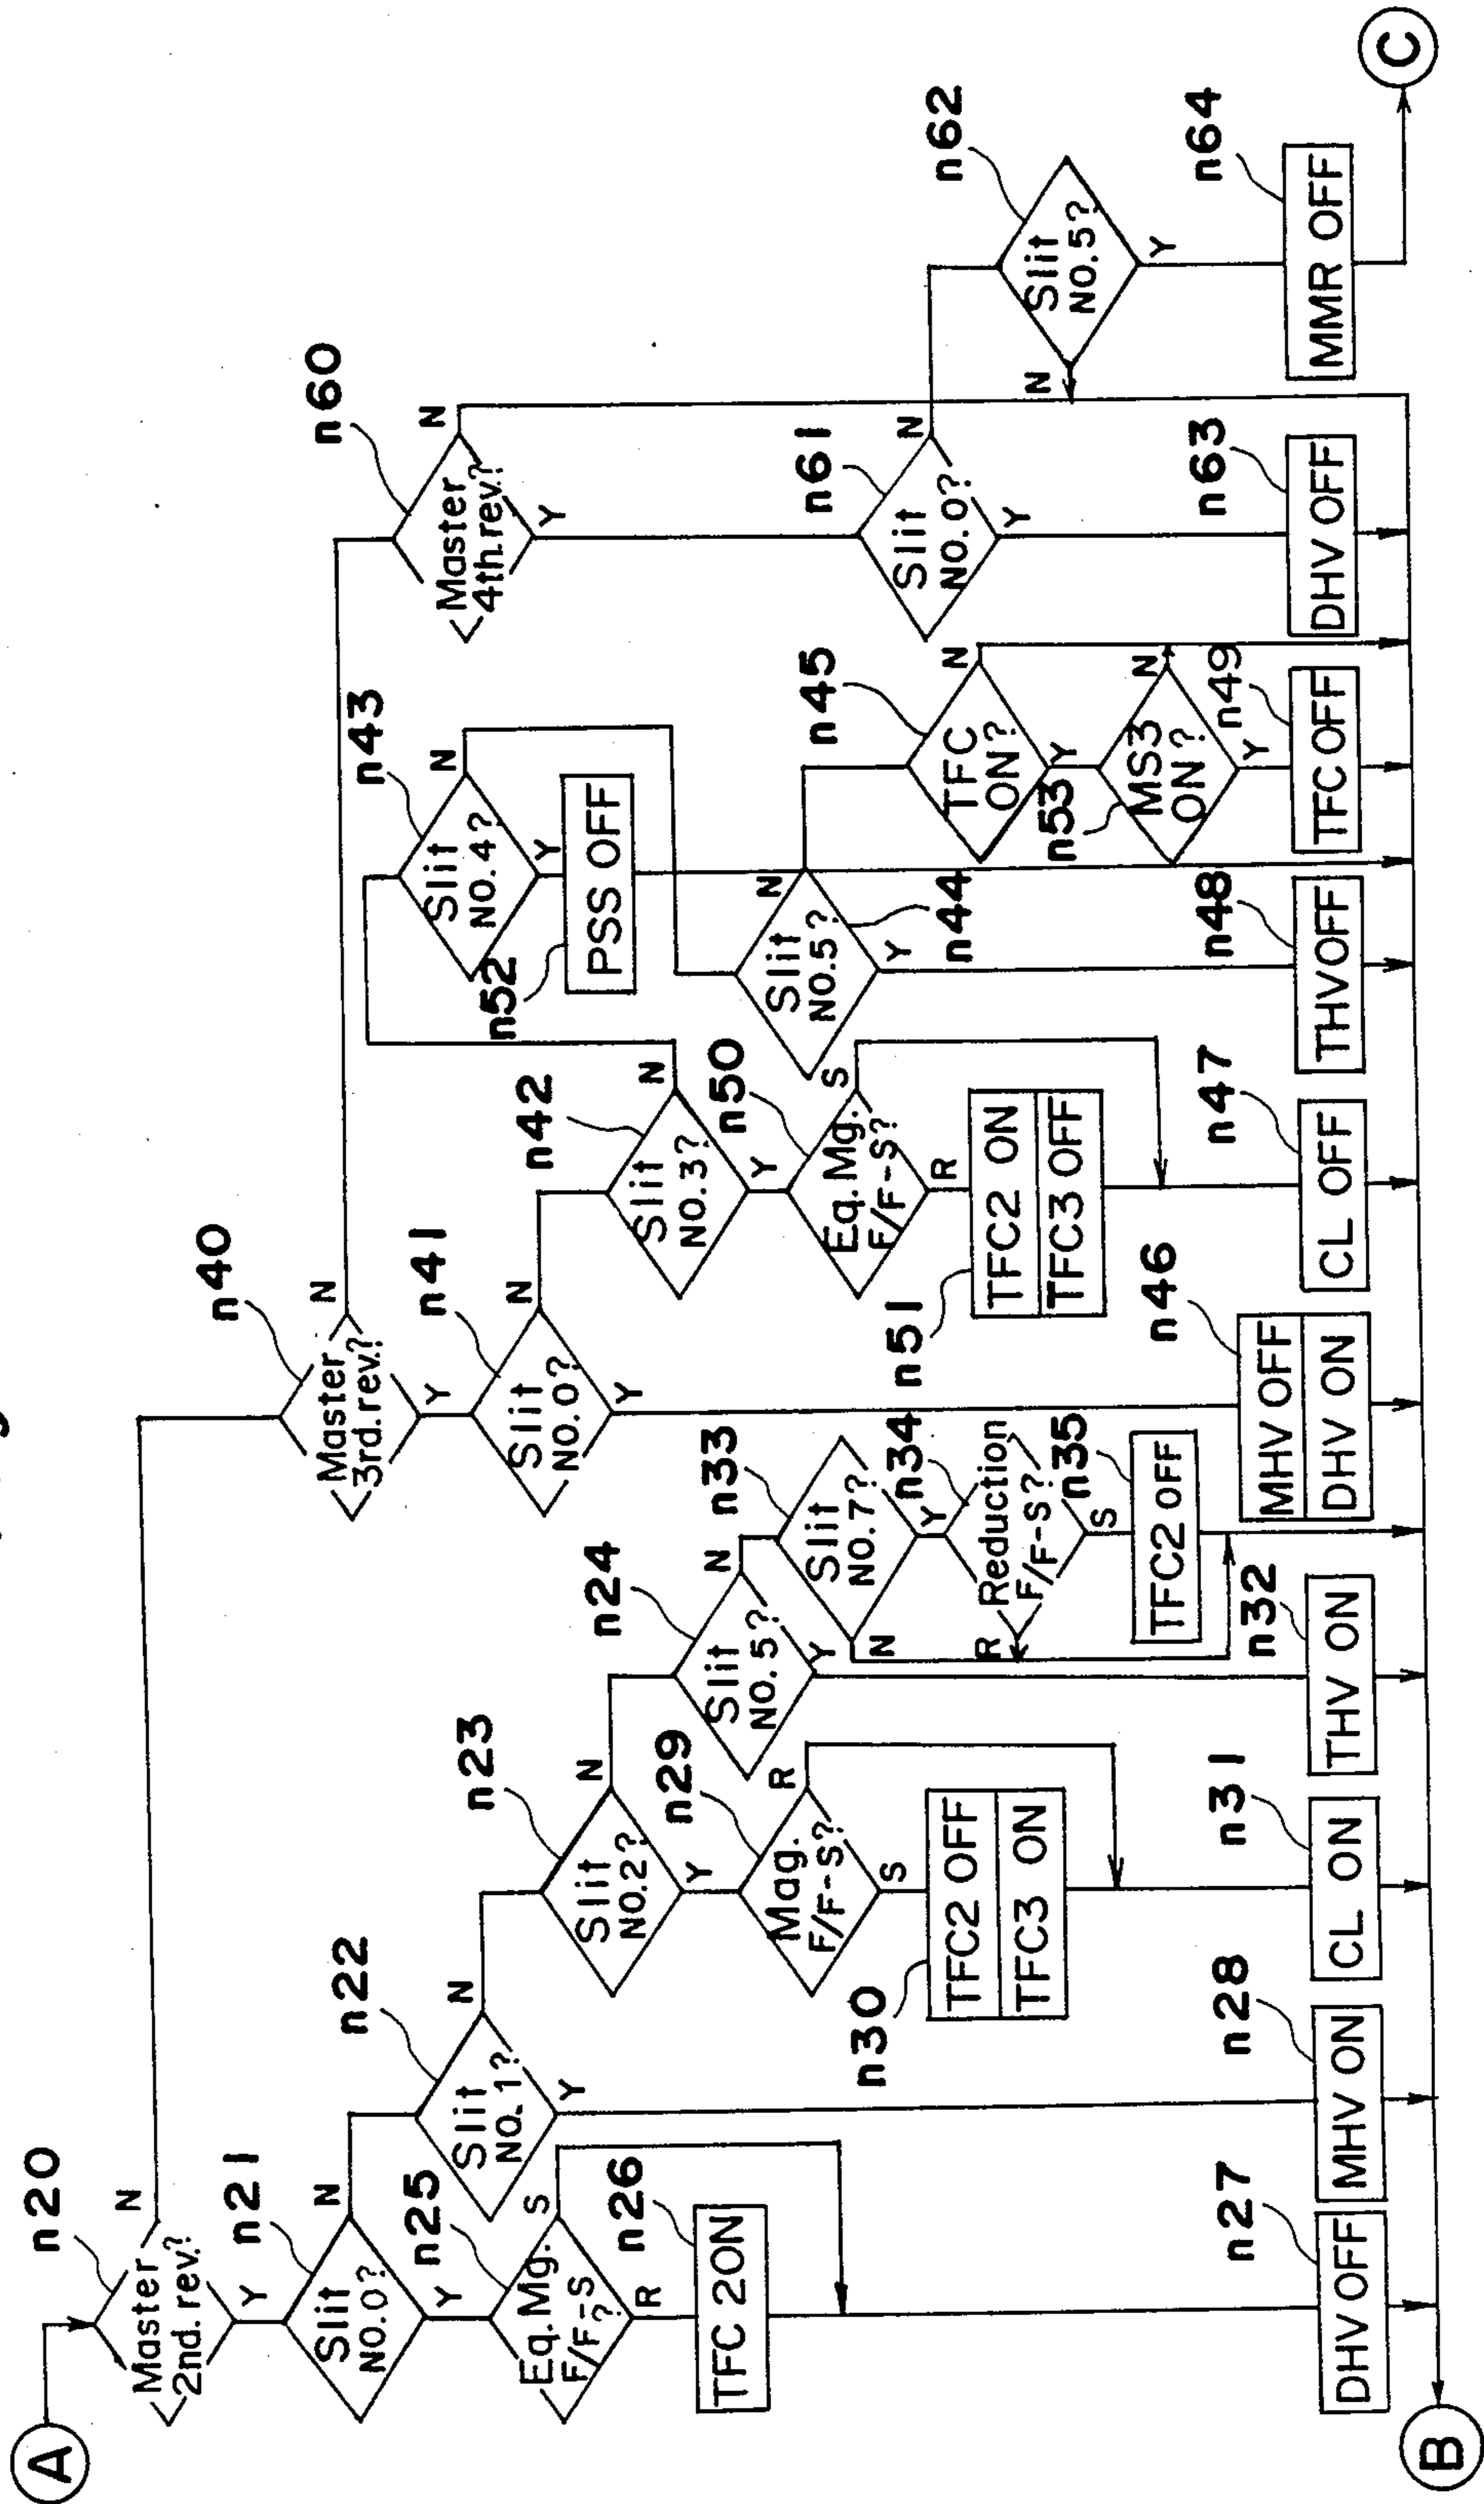 A
n20
Master
2nd.rev.?
N
Y
n21
Slit
No.0?
N
Y
n25
Eq.Mg.
F/F-S
?
S
R
n26
TFC 2ON
n27
DHV OFF
n22
Slit
No.1?
N
Y
n28
MHV ON
n23
Slit
No.2?
N
Y
n29
Mag.
F/F-S?
R
S
n30
TFC2 OFF
TFC3 ON
n31
CL ON
n24
Slit
No.5?
N
Y
n32
THV ON
n33
Slit
No.7?
Y
N
n34
Reduction
F/F-S?
R
S
n35
TFC2 OFF
n40
Master
3rd.rev.?
N
Y
n41
Slit
No.0?
N
Y
n46
MHV OFF
DHV ON
n42
Slit
No.3?
N
Y
n50
Eq.Mg.
F/F-S?
S
R
n51
TFC2 ON
TFC3 OFF
n47
CL OFF
n43
Slit
No.4?
N
Y
n52
PSS OFF
n44
Slit
No.5?
N
Y
n48
THV OFF
n45
TFC
ON?
N
Y
n53
MS3
ON?
N
Y
n49
TFC OFF
n60
Master
4th.rev.?
N
Y
n61
Slit
No.0?
N
Y
n63
DHV OFF
n62
Slit
No.5?
N
Y
n64
MMR OFF
B
C